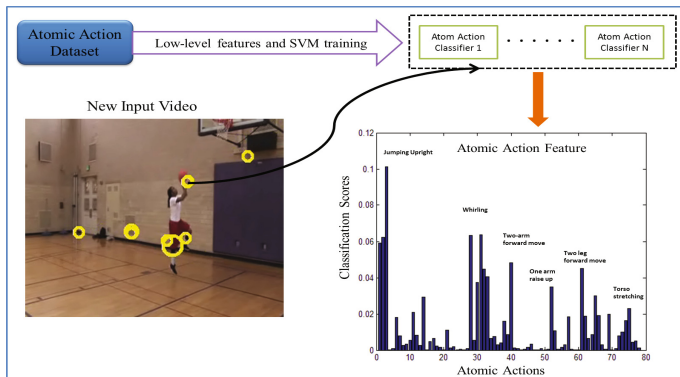 Atomic Action
Dataset
Low-level features and SVM training
Atom Action
Classifier 1
. . . . . .
Atom Action
Classifier N
New Input Video
Atomic Action Feature
Classification Scores
0.12
0.1
0.08
0.06
0.04
0.02
0
Jumping Upright
Whirling
Two-arm
forward move
One arm
raise up
Two leg
forward move
Torso
stretching
0 10 20 30 40 50 60 70 80
Atomic Actions